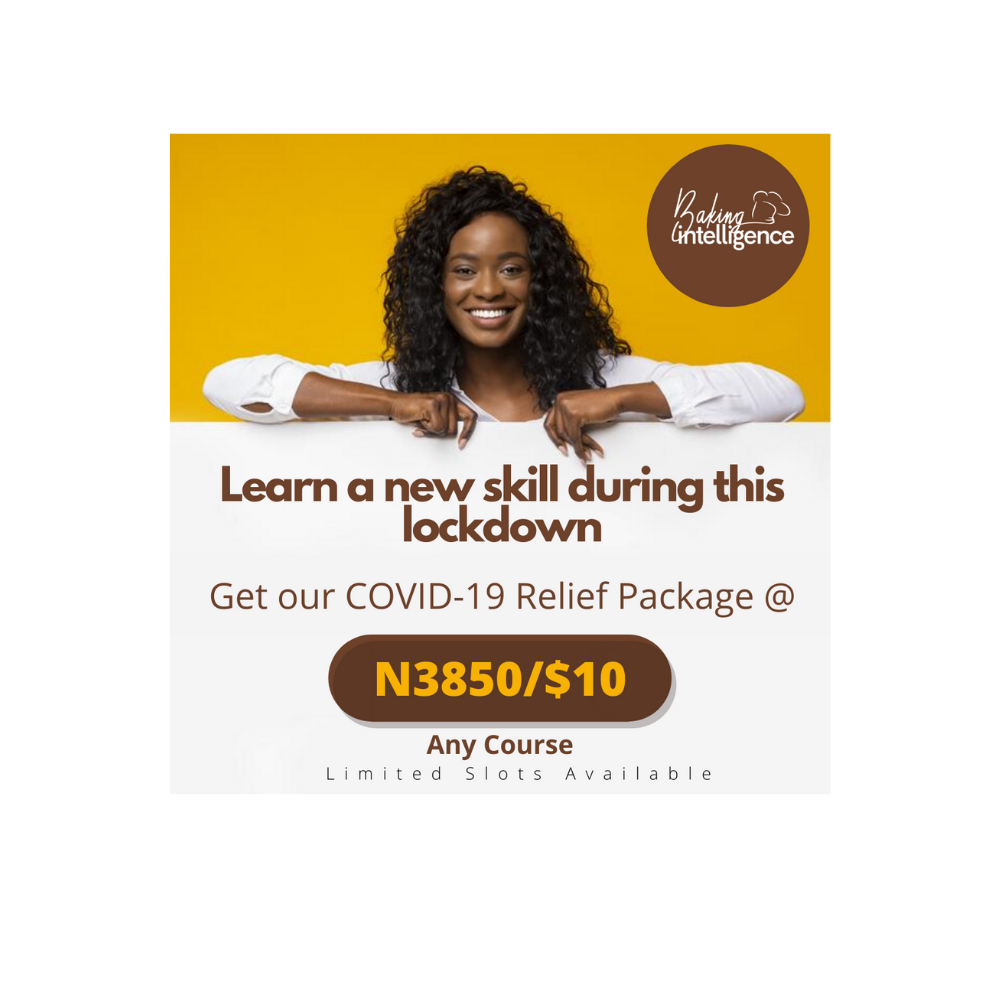 Baking
intelligence
Learn a new skill during this
lockdown
Get our COVID-19 Relief Package @
N3850/$10
Any Course
Limited Slots Available